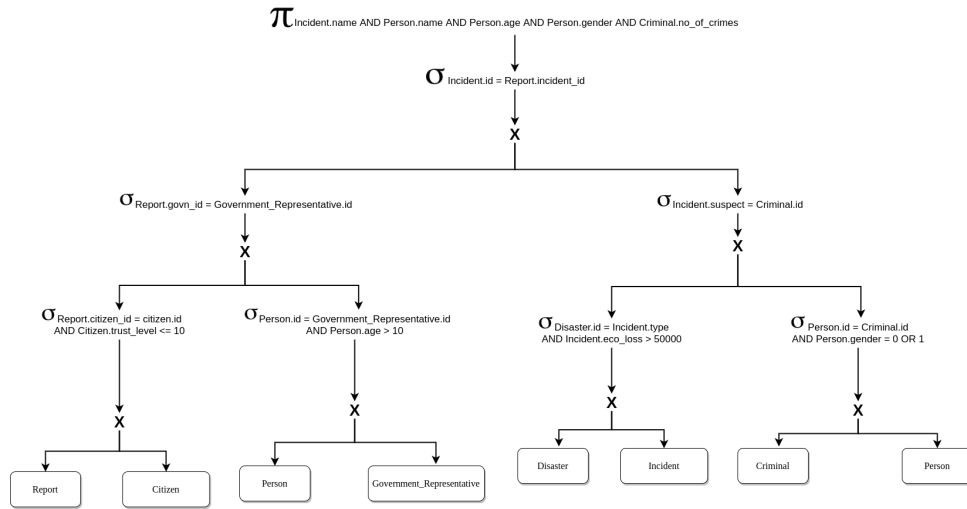 π Incident.name AND Person.name AND Person.age AND Person.gender AND Criminal.no_of_crimes
σ Incident.id = Report.incident_id
X
σ Report.govn_id = Government_Representative.id
σ Incident.suspect = Criminal.id
X
X
σ Report.citizen_id = citizen.id
AND Citizen.trust_level <= 10
σ Person.id = Government_Representative.id
AND Person.age > 10
σ Disaster.id = Incident.type
AND Incident.eco_loss > 50000
σ Person.id = Criminal.id
AND Person.gender = 0 OR 1
X
X
X
X
Report
Citizen
Person
Government_Representative
Disaster
Incident
Criminal
Person